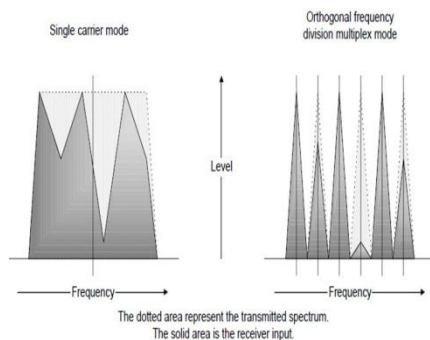 Single carrier mode
Orthogonal frequency
division multiplex mode
Level
Frequency
Frequency
The dotted area represent the transmitted spectrum.
The solid area is the receiver input.